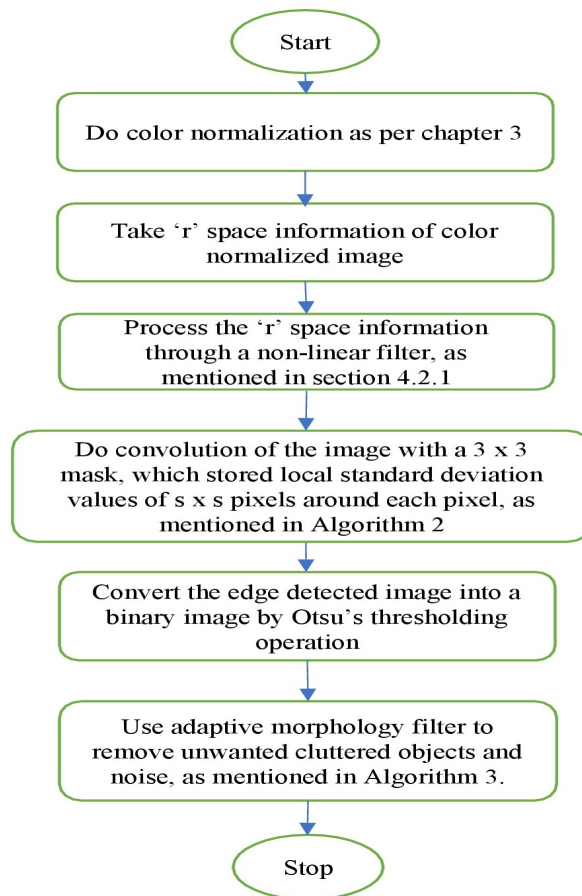 Start
Do color normalization as per chapter 3
Take ‘r’ space information of color
normalized image
Process the ‘r’ space information
through a non-linear filter, as
mentioned in section 4.2.1
Do convolution of the image with a 3 x 3
mask, which stored local standard deviation
values of s x s pixels around each pixel, as
mentioned in Algorithm 2
Convert the edge detected image into a
binary image by Otsu’s thresholding
operation
Use adaptive morphology filter to
remove unwanted cluttered objects and
noise, as mentioned in Algorithm 3.
Stop